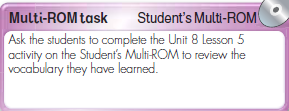 Multi-ROM task Student's Multi-ROM
Ask the students to complete the Unit 8 Lesson 5
activity on the Student's Multi-ROM to review the
vocabulary they have learned.